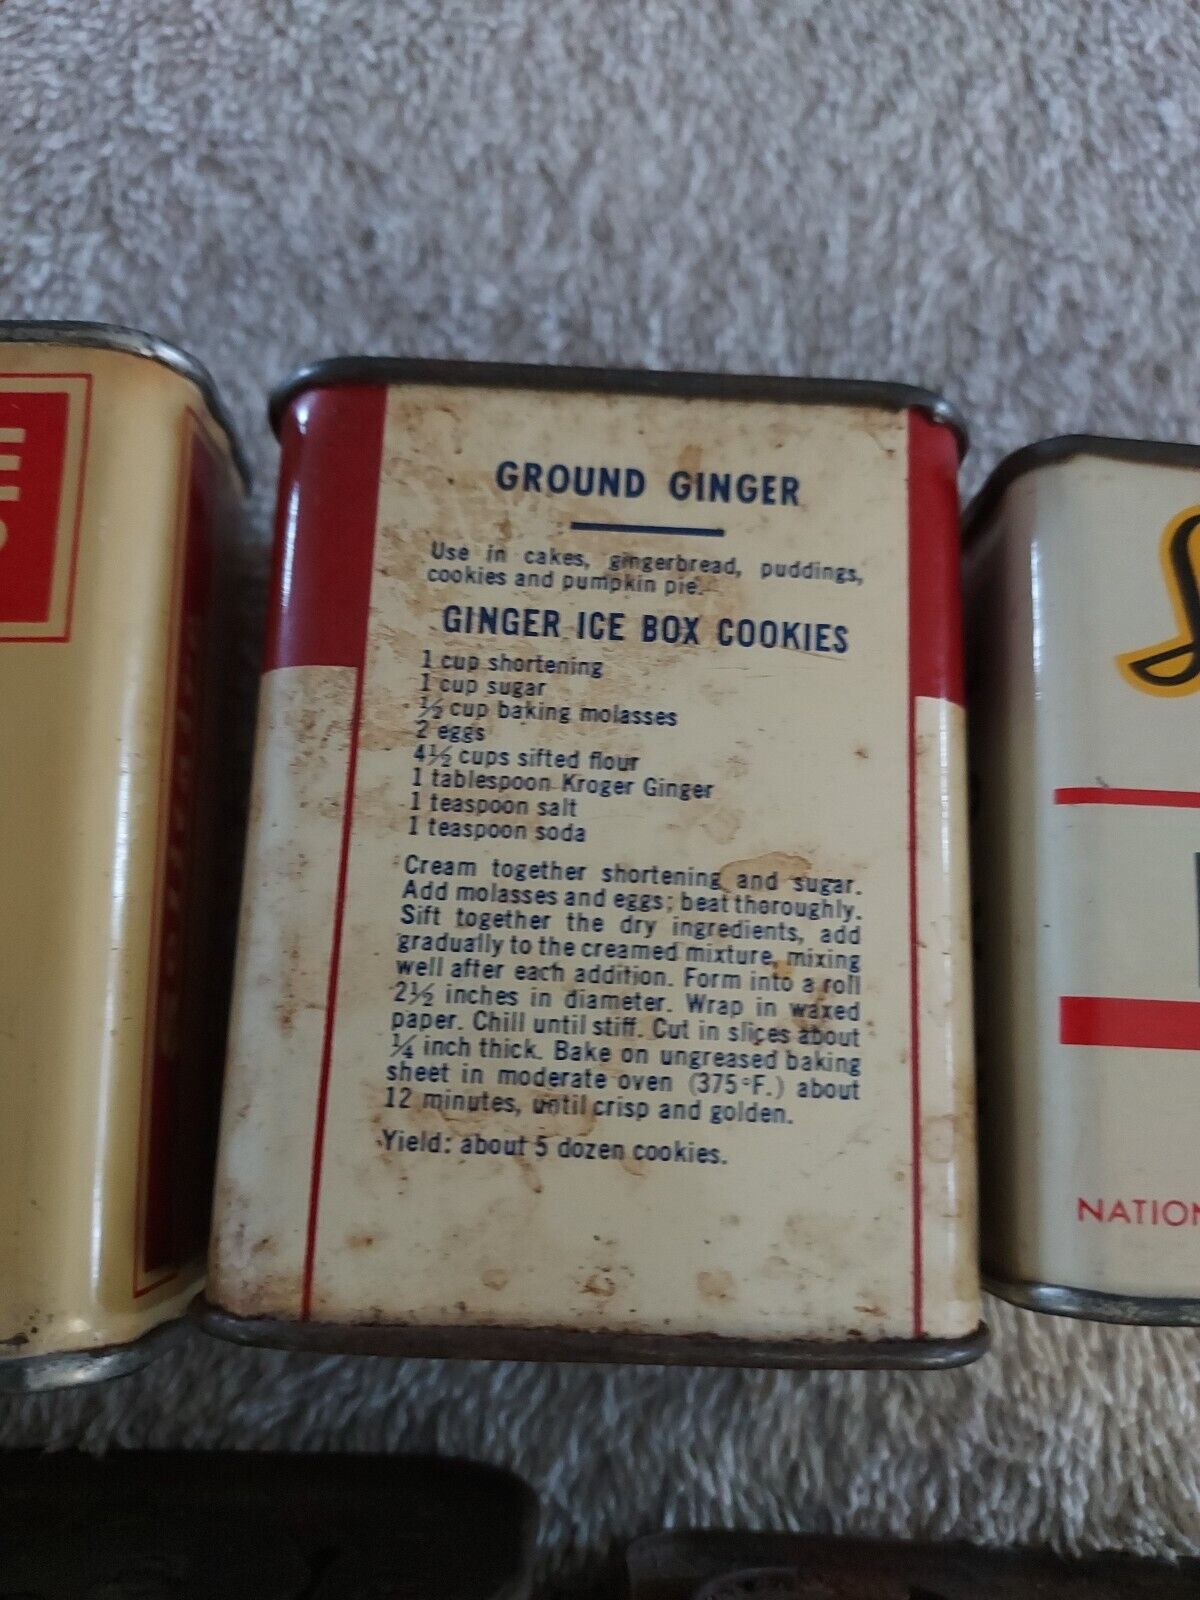 GROUND GINGER
Use in cakes, gingerbread, puddings,
cookies and pumpkin pie.
GINGER ICE BOX COOKIES
1 cup shortening
1 cup sugar
½ cup baking molasses
2 eggs
4½ cups sifted flour
1 tablespoon Kroger Ginger
1 teaspoon salt
1 teaspoon soda
Cream together shortening and sugar.
Add molasses and eggs; beat thoroughly.
Sift together the dry ingredients, add
gradually to the creamed mixture, mixing
well after each addition. Form into a roll
2½ inches in diameter. Wrap in waxed
paper. Chill until stiff. Cut in slices about
¼ inch thick. Bake on ungreased baking
sheet in moderate oven (375°F.) about
12 minutes, until crisp and golden.
Yield: about 5 dozen cookies.
NATION